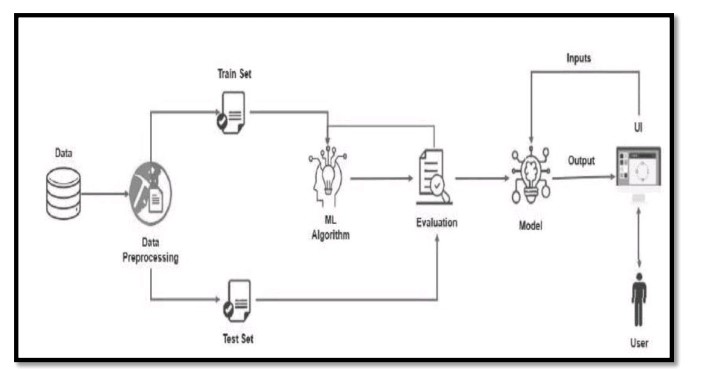 Data
Data
Preprocessing
Train Set
Test Set
ML
Algorithm
Evaluation
Model
Inputs
Output
UI
User